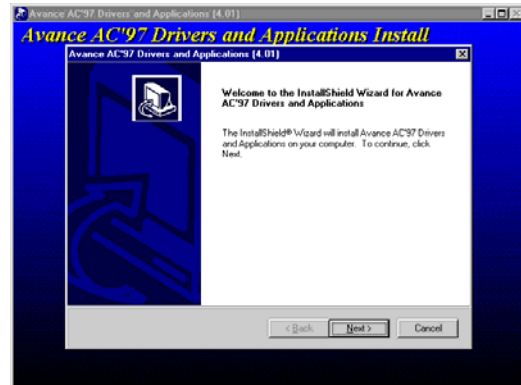 Avance AC'97 Drivers and Applications [4.01]
Avance AC'97 Drivers and Applications Install
Avance AC'97 Drivers and Applications (4.01)
Welcome to the InstallShield Wizard for Avance
AC'97 Drivers and Applications
The InstallShield® Wizard will install Avance AC'97 Drivers
and Applications on your computer. To continue, click
Next.
< Back
Next >
Cancel